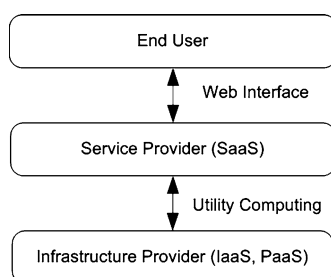 End User
Web Interface
Service Provider (SaaS)
Utility Computing
Infrastructure Provider (IaaS, PaaS)